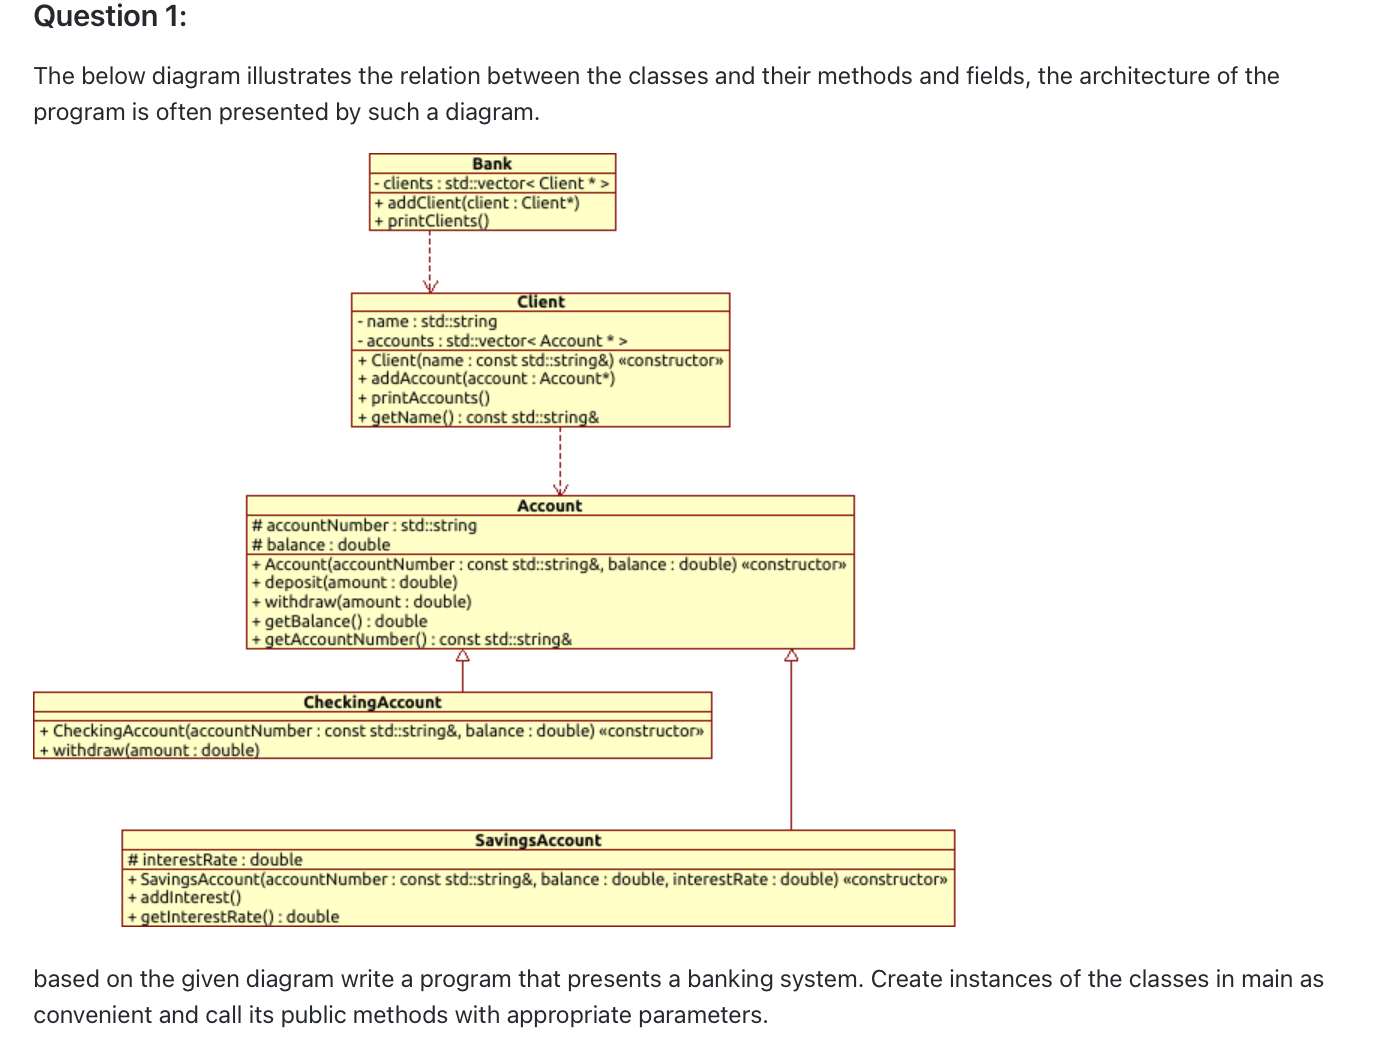 Question 1:
The below diagram illustrates the relation between the classes and their methods and fields, the architecture of the
program is often presented by such a diagram.
Bank
- clients : std::vector< Client * >
+ addClient(client : Client*)
+ printClients()
Client
- name : std::string
- accounts : std::vector< Account * >
+ Client(name : const std::string&) «constructor»
+ addAccount(account : Account*)
+ printAccounts()
+ getName() : const std::string&
Account
# accountNumber : std::string
# balance : double
+ Account(accountNumber : const std::string&, balance : double) «constructor»
+ deposit(amount : double)
+ withdraw(amount : double)
+ getBalance() : double
+ getAccountNumber() : const std::string&
CheckingAccount
+ CheckingAccount(accountNumber : const std::string&, balance : double) «constructor»
+ withdraw(amount : double)
SavingsAccount
# interestRate : double
+ SavingsAccount(accountNumber : const std::string&, balance : double, interestRate : double) «constructor»
+ addInterest()
+ getInterestRate() : double
based on the given diagram write a program that presents a banking system. Create instances of the classes in main as
convenient and call its public methods with appropriate parameters.